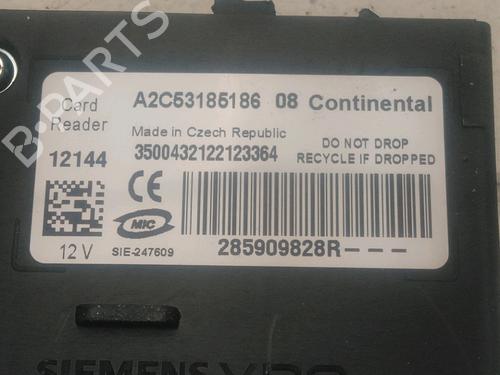 B-PARTS
Card Reader
A2C53185186 08 Continental
Made in Czech Republic
12144
3500432122123364
DO NOT DROP
RECYCLE IF DROPPED
CE
MIC
12 V
SIE-247609
285909828R---
SIEMENS VDO